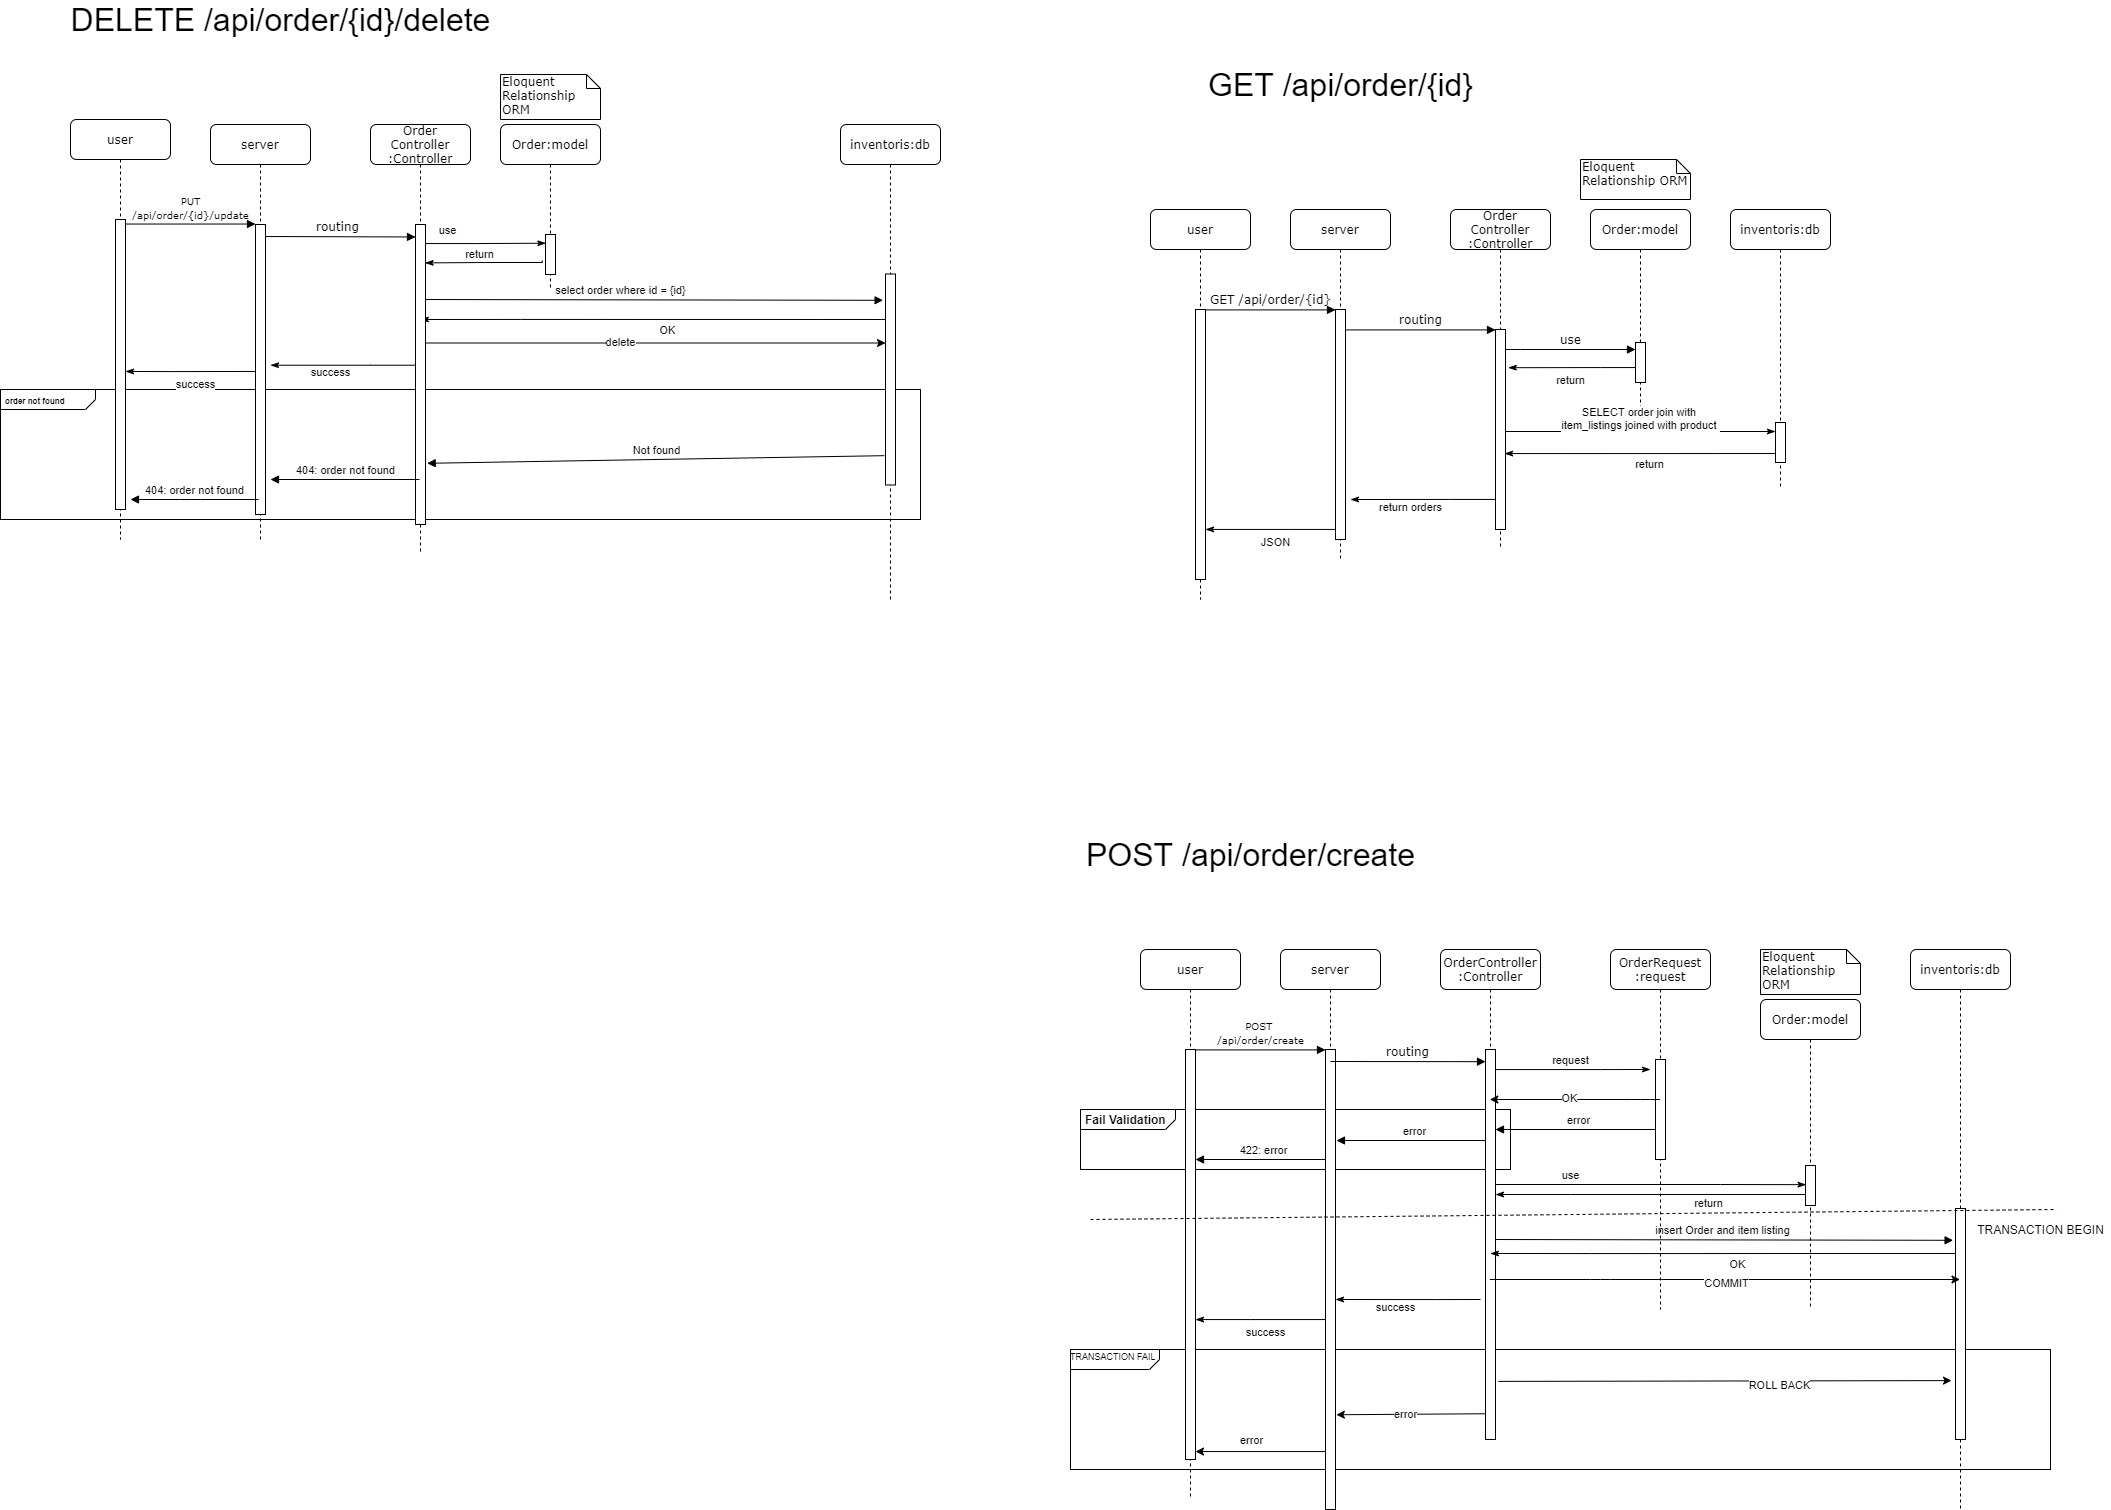 DELETE /api/order/{id}/delete
Eloquent
Relationship
ORM
user
server
Order
Controller
:Controller
Order:model
inventoris:db
PUT
/api/order/{id}/update
routing
use
return
select order where id = {id}
OK
delete
success
success
order not found
Not found
404: order not found
404: order not found
GET /api/order/{id}
Eloquent
Relationship ORM
user
server
Order
Controller
:Controller
Order:model
inventoris:db
GET /api/order/{id}
routing
use
return
SELECT order join with
item_listings joined with product
return
return orders
JSON
POST /api/order/create
user
server
OrderController
:Controller
OrderRequest
:request
Eloquent
Relationship
ORM
Order:model
inventoris:db
POST
/api/order/create
routing
request
OK
Fail Validation
error
error
422: error
use
return
TRANSACTION BEGIN
insert Order and item listing
OK
COMMIT
success
success
TRANSACTION FAIL
ROLL BACK
error
error